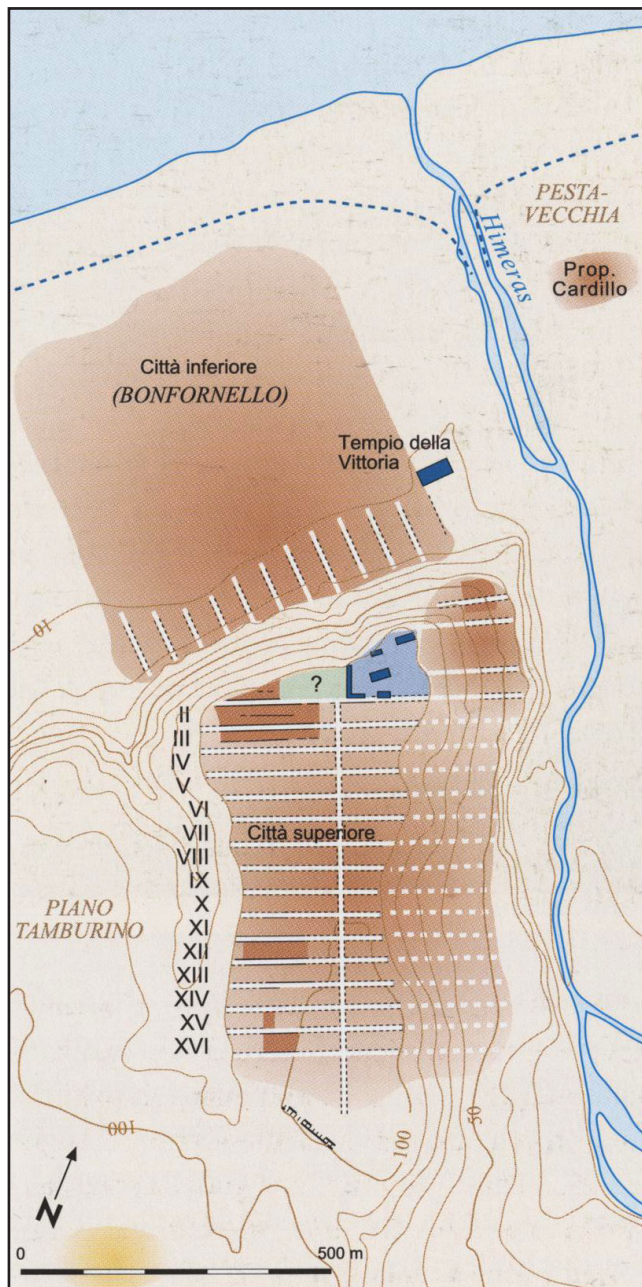 PESTA-
VECCHIA
Himeras
Prop.
Cardillo
Città inferiore
(BONFORNELLO)
Tempio della
Vittoria
10
?
II
III
IV
V
VI
VII
VIII
IX
X
XI
XII
XIII
XIV
XV
XVI
Città superiore
PIANO
TAMBURINO
100
100
50
N
0 500 m